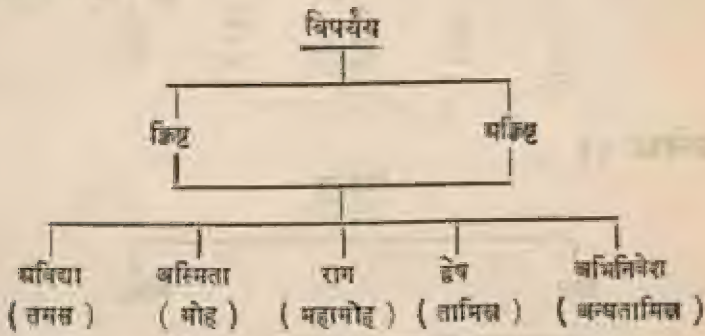 विपर्यय
क्लिष्ट अक्लिष्ट
अविद्या अस्मिता राग द्वेष अभिनिवेश
( तमस ) ( मोह ) ( महामोह ) ( तामिस्र ) ( अन्धतामिस्र )